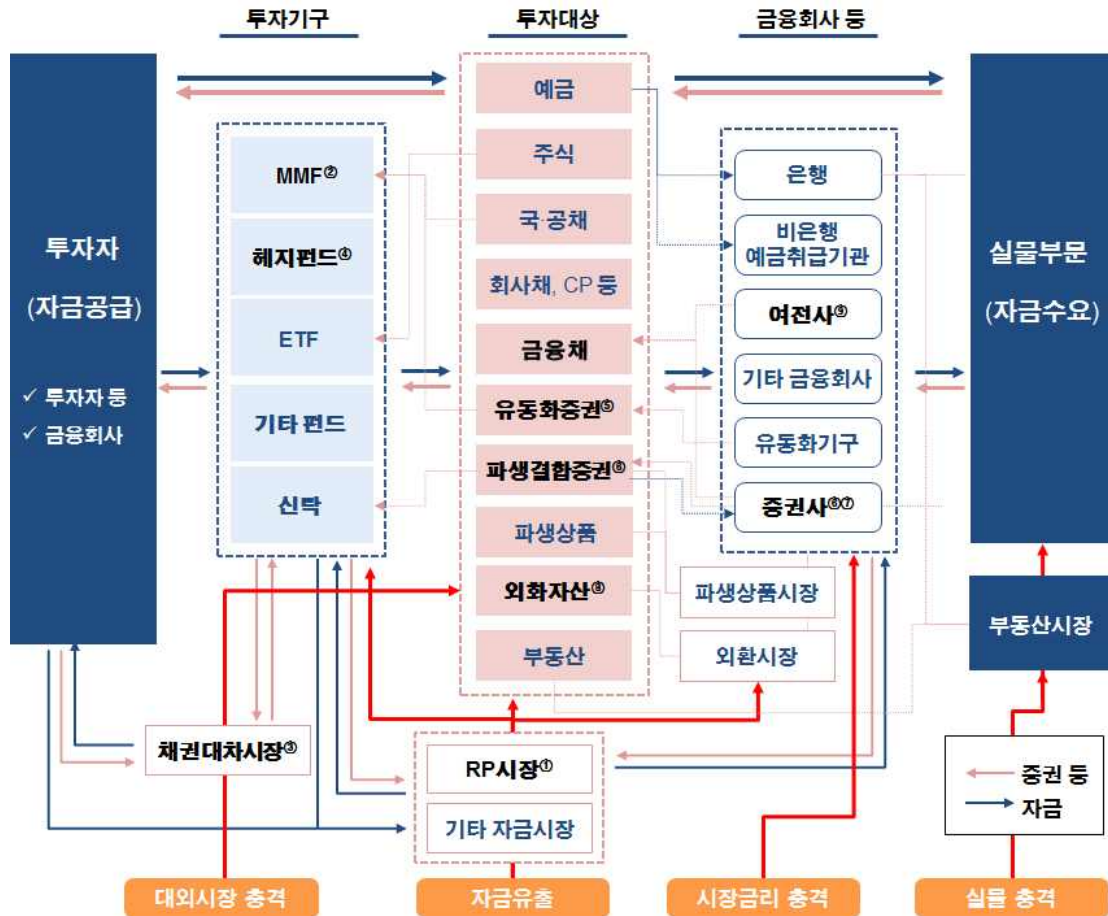 투자기구
투자대상
금융회사 등
투자자
(자금공급)
✓ 투자자 등
✓ 금융회사
MMF②
헤지펀드④
ETF
기타 펀드
신탁
예금
주식
국·공채
회사채, CP 등
금융채
유동화증권⑤
파생결합증권⑥
파생상품
외화자산⑧
부동산
은행
비은행
예금취급기관
여전사⑨
기타 금융회사
유동화기구
증권사⑥⑦
파생상품시장
외환시장
실물부문
(자금수요)
부동산시장
채권대차시장③
RP시장①
기타 자금시장
증권 등
자금
대외시장 충격
자금유출
시장금리 충격
실물 충격